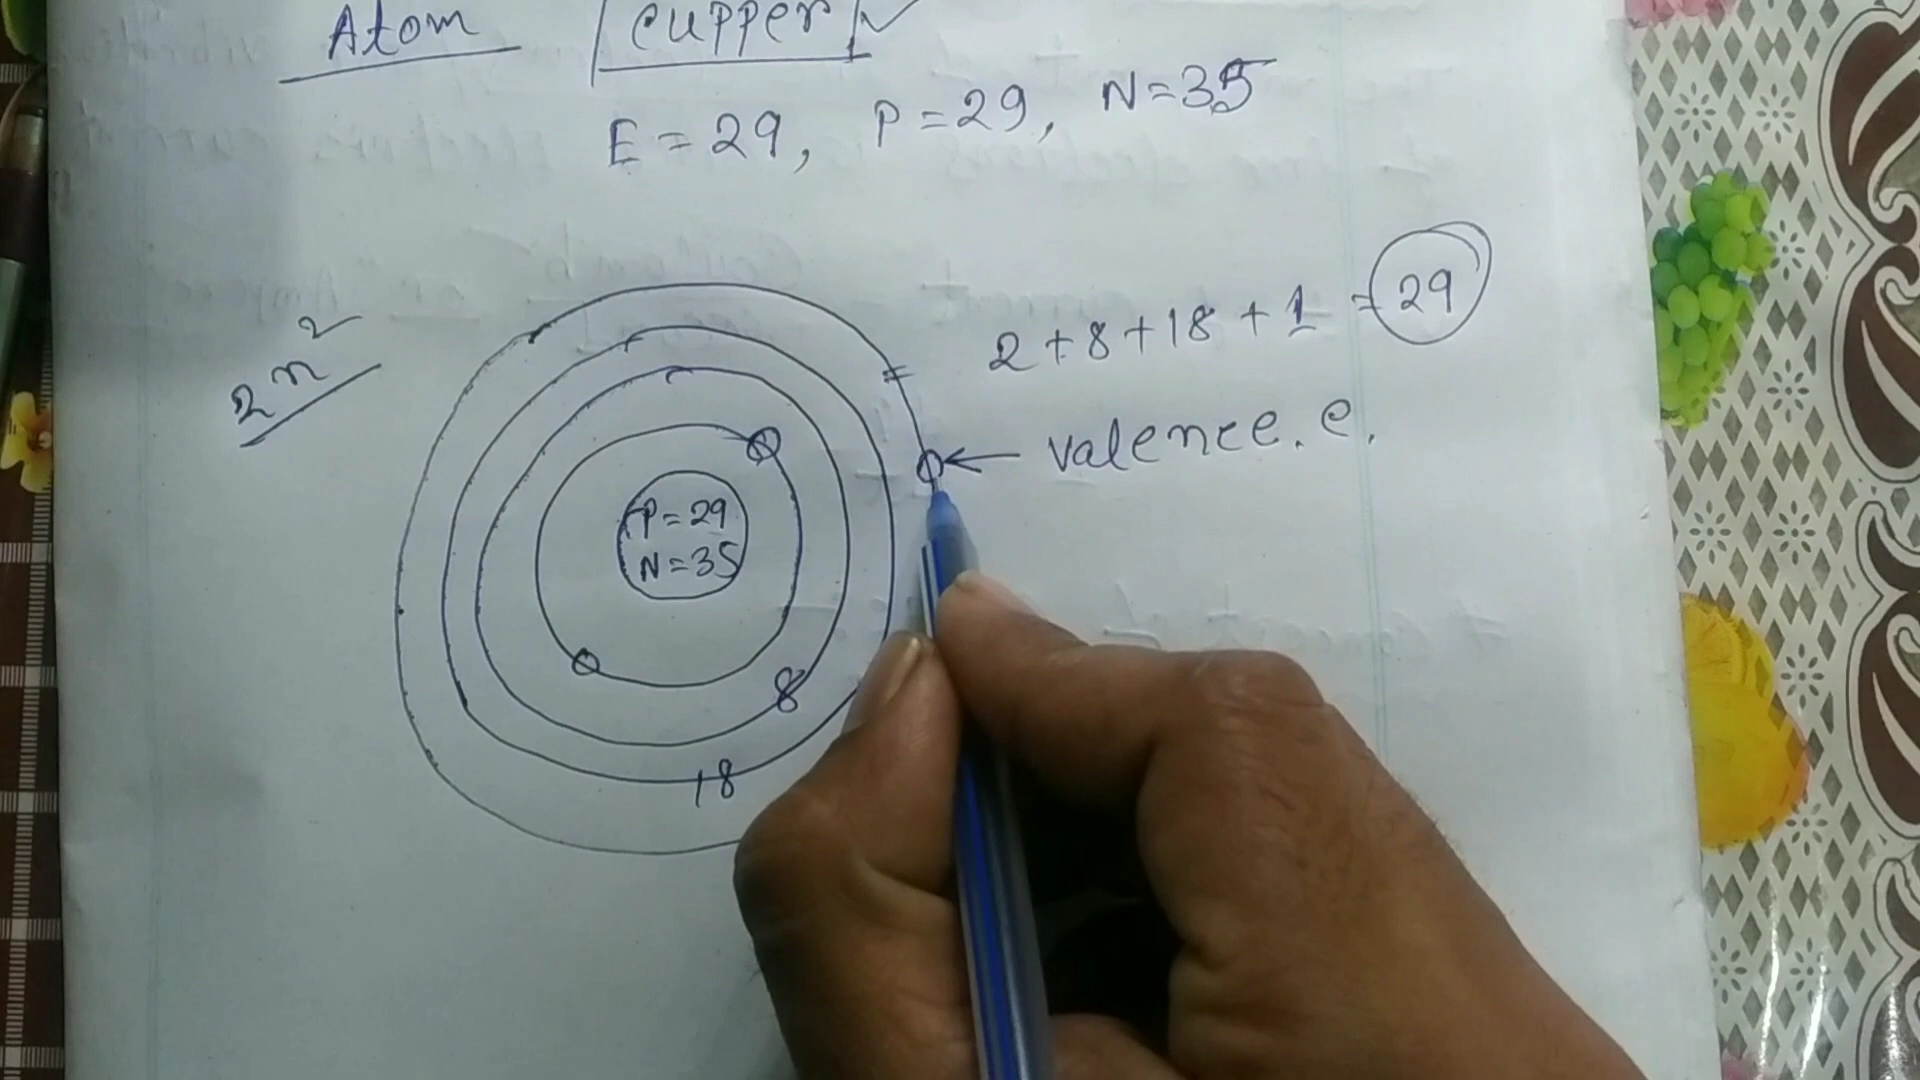 Atom cupper
E = 29, P = 29, N = 35
2n²
2 + 8 + 18 + 1 = 29
valence. e.
P = 29
N = 35
8
18